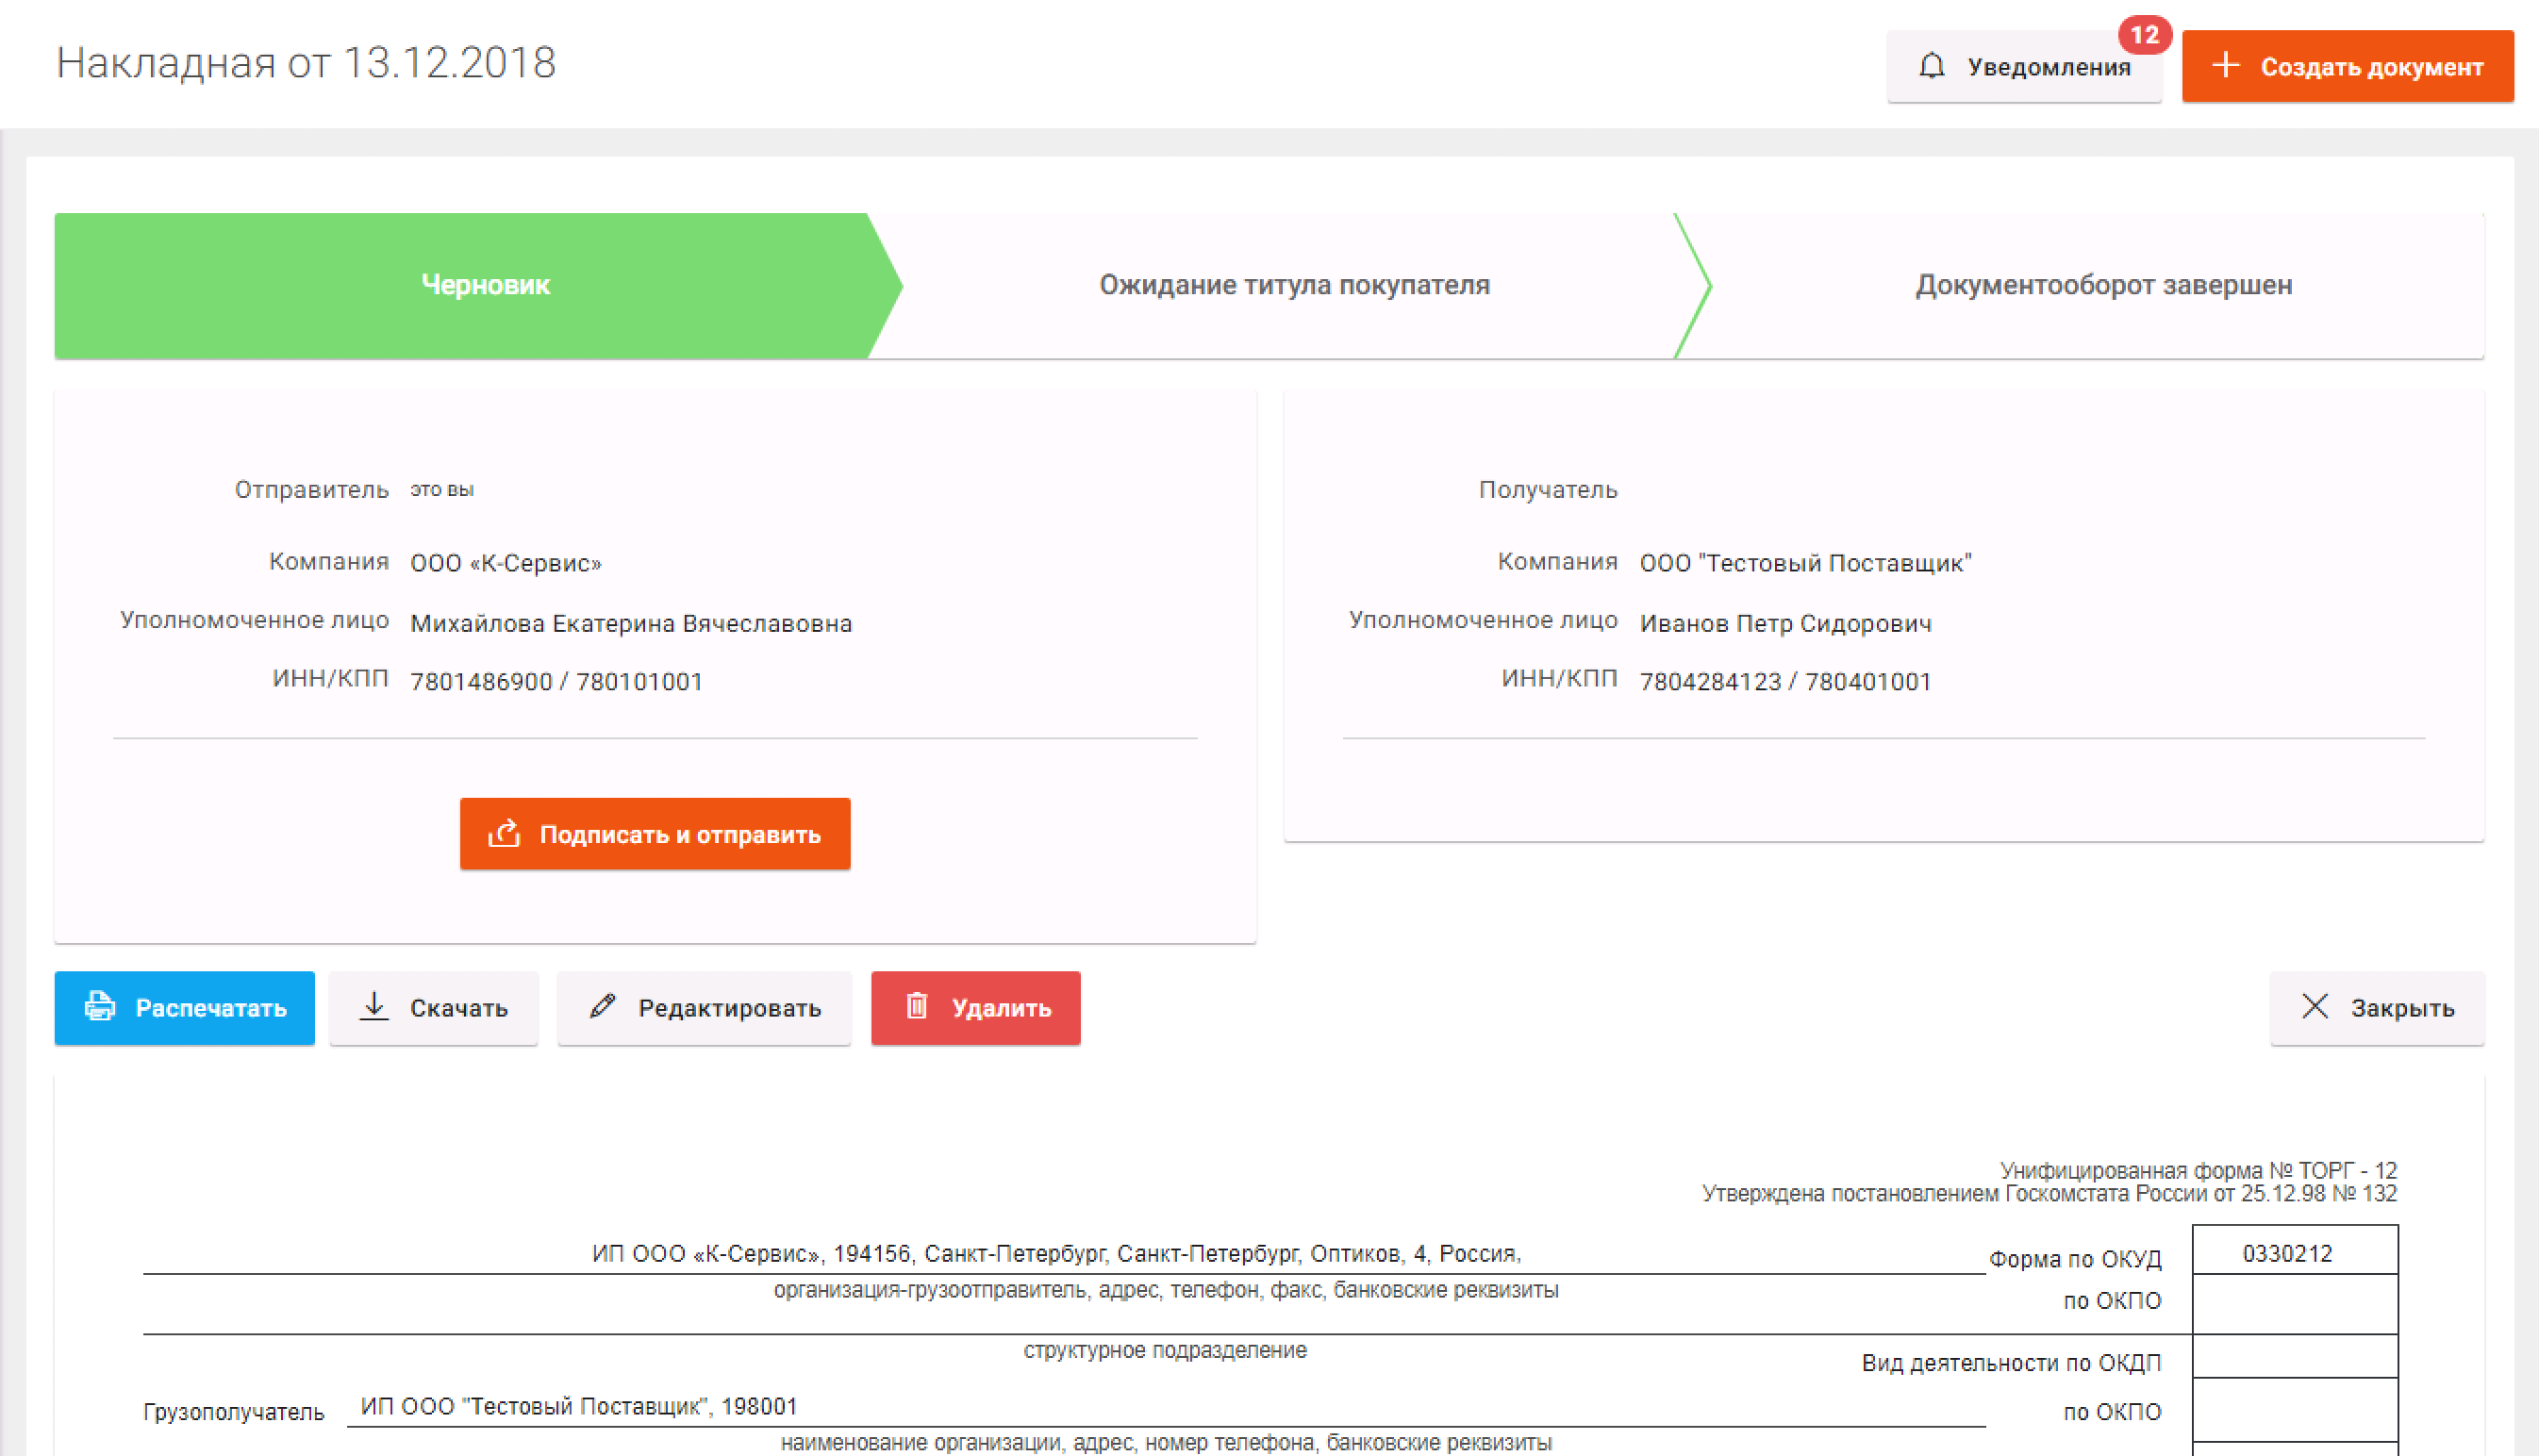 Накладная от 13.12.2018
Уведомления
12
Создать документ
Черновик
Ожидание титула покупателя
Документооборот завершен
Отправитель это вы
Компания ООО «К-Сервис»
Уполномоченное лицо Михайлова Екатерина Вячеславовна
ИНН/КПП 7801486900 / 780101001
Подписать и отправить
Получатель
Компания ООО "Тестовый Поставщик"
Уполномоченное лицо Иванов Петр Сидорович
ИНН/КПП 7804284123 / 780401001
Распечатать
Скачать
Редактировать
Удалить
Закрыть
Унифицированная форма № ТОРГ - 12
Утверждена постановлением Госкомстата России от 25.12.98 № 132
ИП ООО «К-Сервис», 194156, Санкт-Петербург, Санкт-Петербург, Оптиков, 4, Россия,
Форма по ОКУД 0330212
организация-грузоотправитель, адрес, телефон, факс, банковские реквизиты
по ОКПО
структурное подразделение
Вид деятельности по ОКДП
Грузополучатель ИП ООО "Тестовый Поставщик", 198001
по ОКПО
наименование организации, адрес, номер телефона, банковские реквизиты